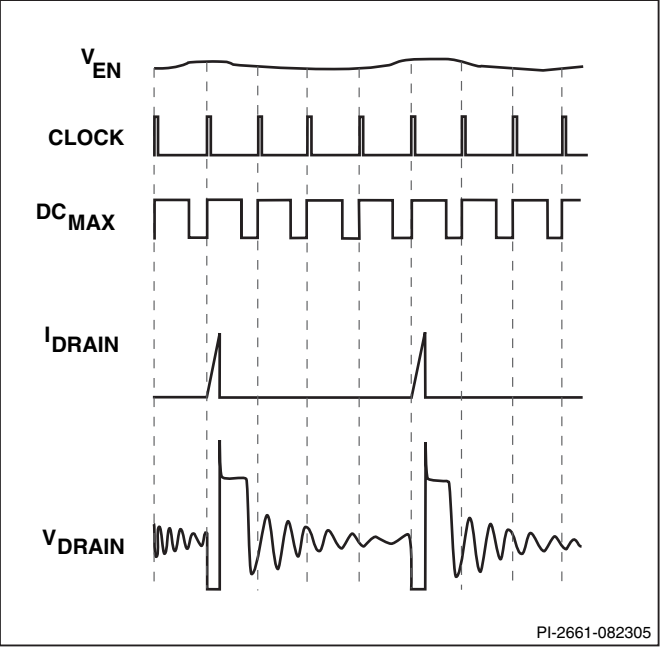 VEN
CLOCK
DCMAX
IDRAIN
VDRAIN
PI-2661-082305